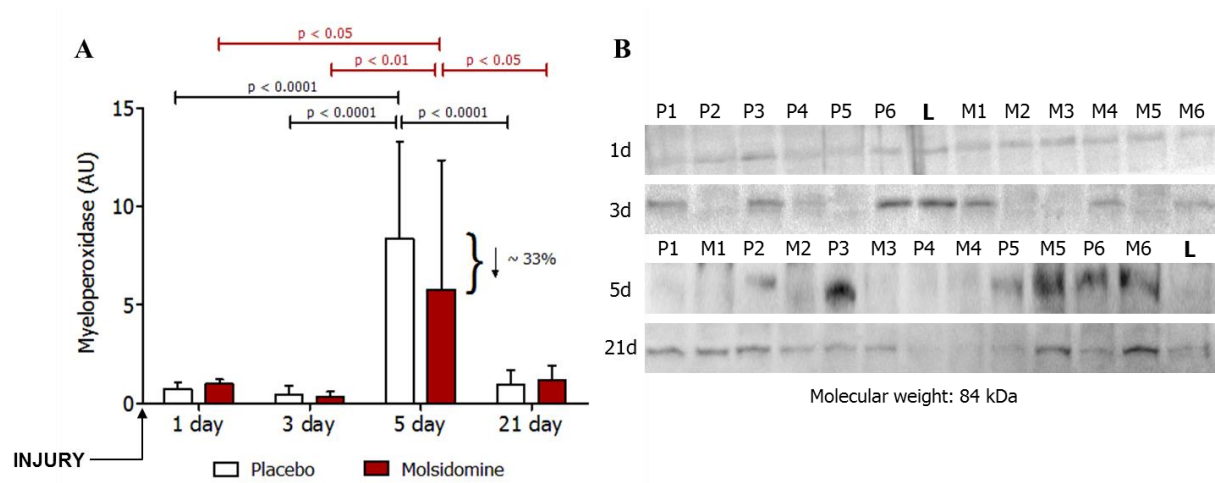 A
p < 0.05
p < 0.01
p < 0.05
p < 0.0001
p < 0.0001
p < 0.0001
Myeloperoxidase (AU)
15
10
5
0
~ 33%
1 day
3 day
5 day
21 day
INJURY
Placebo
Molsidomine
B
P1 P2 P3 P4 P5 P6 L M1 M2 M3 M4 M5 M6
1d
3d
P1 M1 P2 M2 P3 M3 P4 M4 P5 M5 P6 M6 L
5d
21d
Molecular weight: 84 kDa